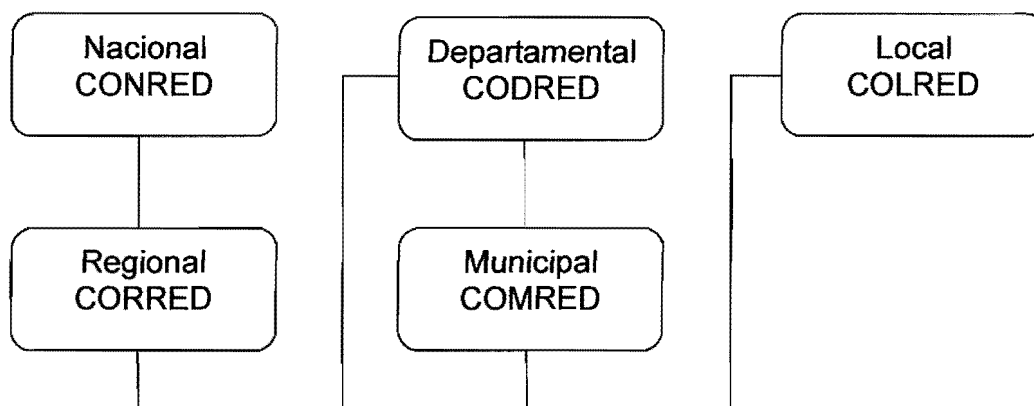 Nacional
CONRED
Regional
CORRED
Departamental
CODRED
Municipal
COMRED
Local
COLRED